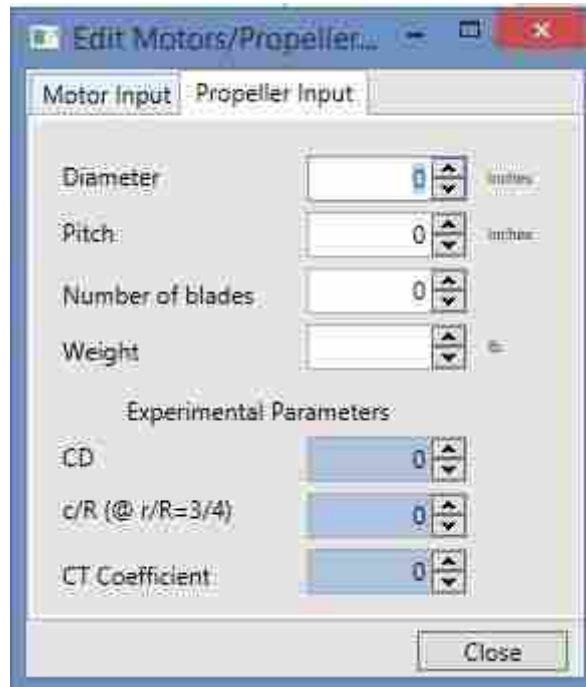 Edit Motors/Propeller...
Motor Input Propeller Input
Diameter 0 inches
Pitch 0 inches
Number of blades 0
Weight lb
Experimental Parameters
CD 0
c/R (@ r/R=3/4) 0
CT Coefficient 0
Close